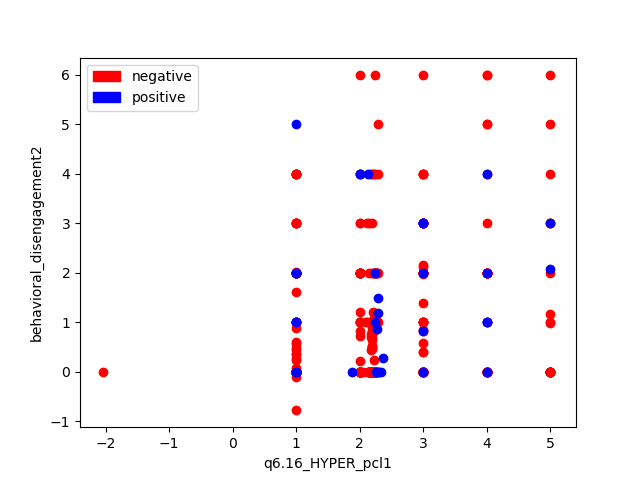 negative
positive
6
5
4
3
2
1
0
−1
behavioral_disengagement2
−2 −1 0 1 2 3 4 5
q6.16_HYPER_pcl1